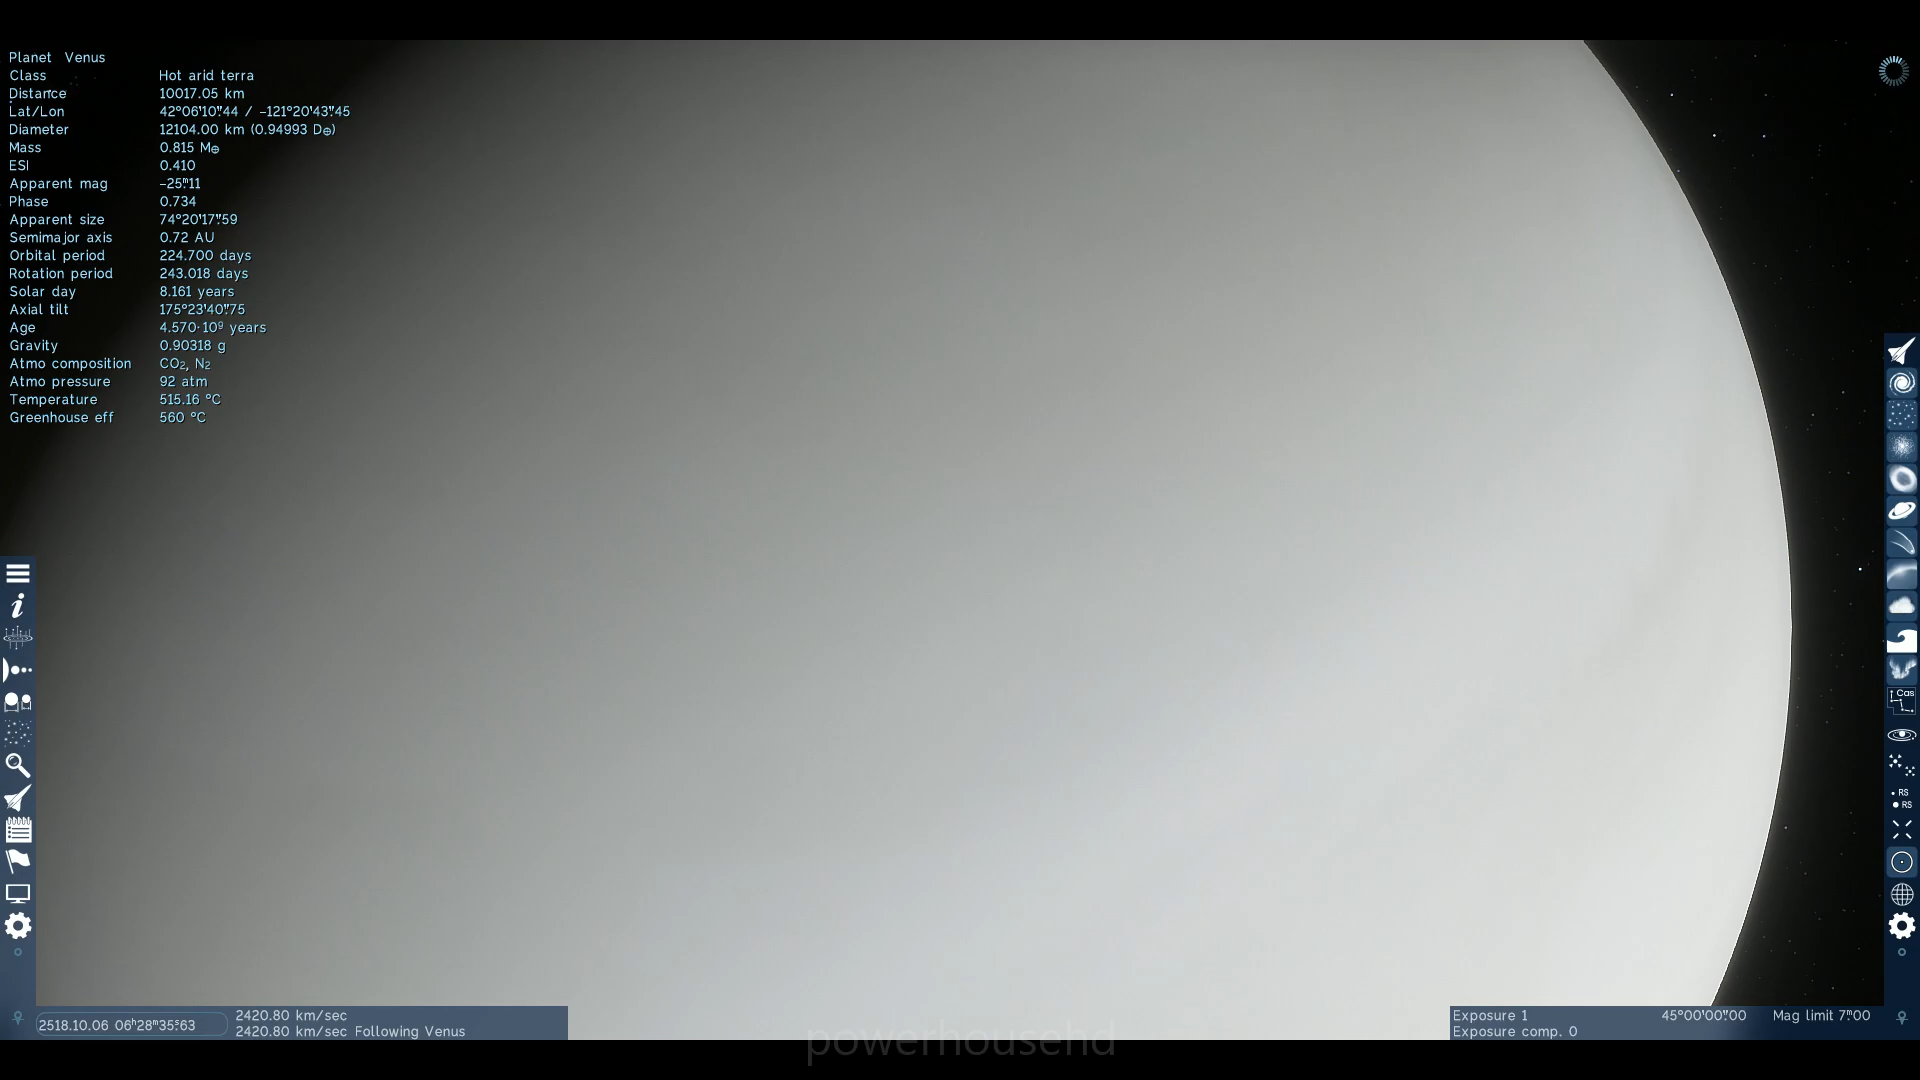 Planet Venus
Class Hot arid terra
Distance 10017.05 km
Lat/Lon 42°06'10"44 / -121°20'43"45
Diameter 12104.00 km (0.94993 D⊕)
Mass 0.815 M⊕
ESI 0.410
Apparent mag -25ᵐ11
Phase 0.734
Apparent size 74°20'17"59
Semimajor axis 0.72 AU
Orbital period 224.700 days
Rotation period 243.018 days
Solar day 8.161 years
Axial tilt 175°23'40"75
Age 4.570·10⁹ years
Gravity 0.90318 g
Atmo composition CO₂, N₂
Atmo pressure 92 atm
Temperature 515.16 °C
Greenhouse eff 560 °C
Cas
RS
RS
2518.10.06 06ʰ28ᵐ35ˢ63
2420.80 km/sec
2420.80 km/sec Following Venus
powerhousehd
Exposure 1 45°00'00"00 Mag limit 7ᵐ00
Exposure comp. 0